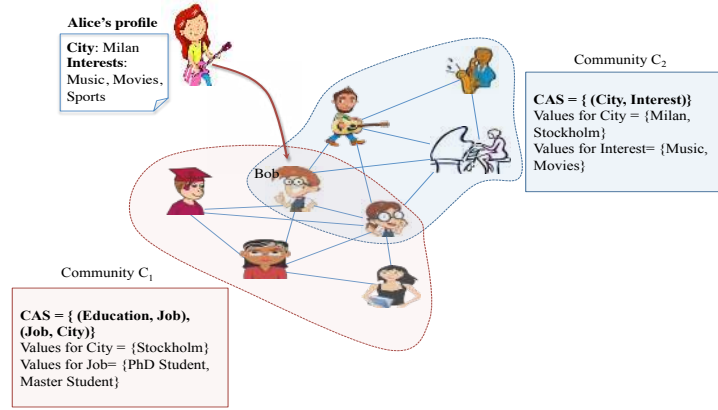 Alice's profile
City: Milan
Interests:
Music, Movies,
Sports
Community C2
CAS = { (City, Interest)}
Values for City = {Milan,
Stockholm}
Values for Interest= {Music,
Movies}
Bob
Community C1
CAS = { (Education, Job),
(Job, City)}
Values for City = {Stockholm}
Values for Job= {PhD Student,
Master Student}